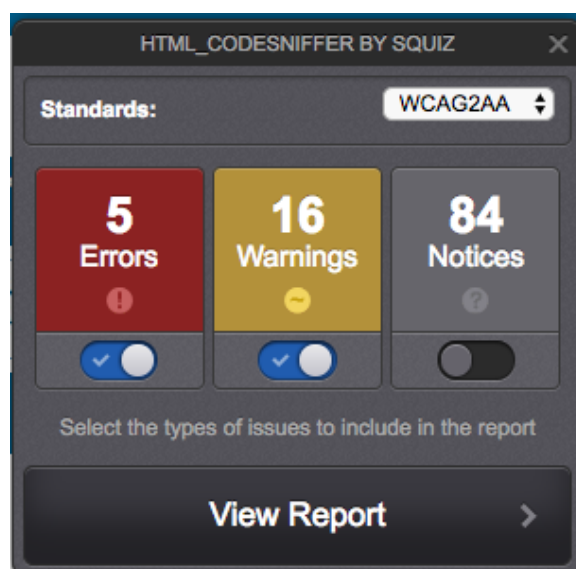 HTML_CODESNIFFER BY SQUIZ
Standards: WCAG2AA
5 16 84
Errors Warnings Notices
Select the types of issues to include in the report
View Report